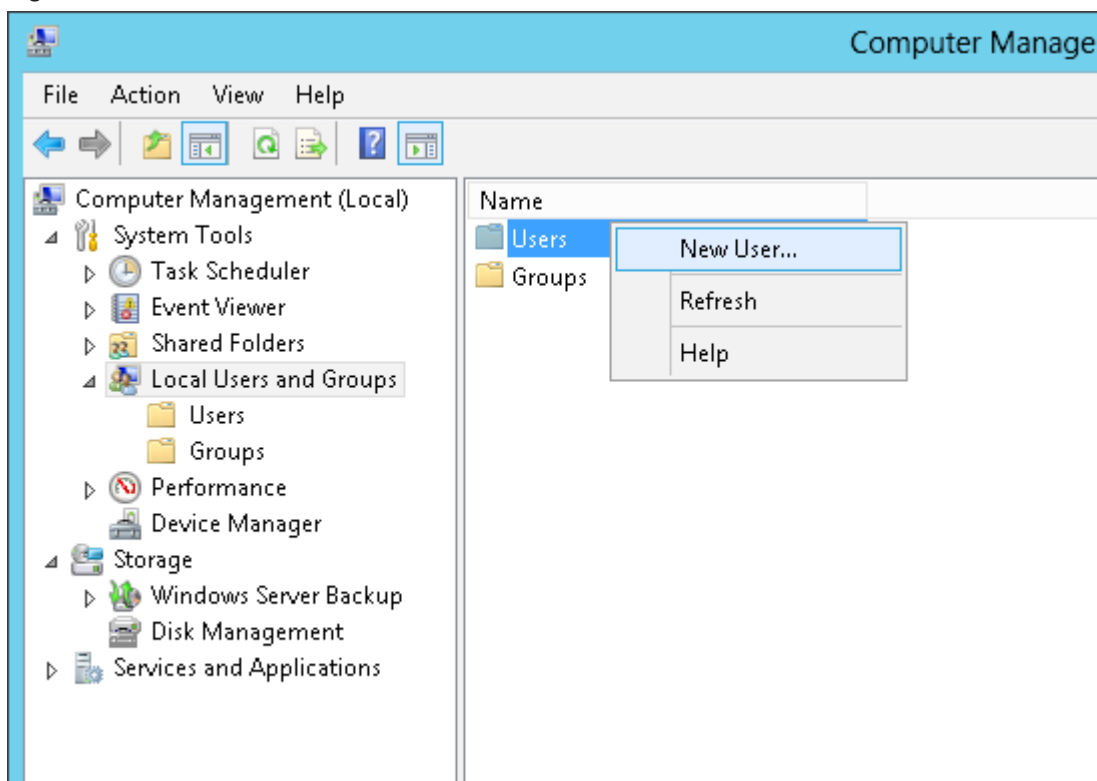 Computer Manage
File Action View Help
Computer Management (Local)
System Tools
Task Scheduler
Event Viewer
Shared Folders
Local Users and Groups
Users
Groups
Performance
Device Manager
Storage
Windows Server Backup
Disk Management
Services and Applications
Name
Users
Groups
New User...
Refresh
Help